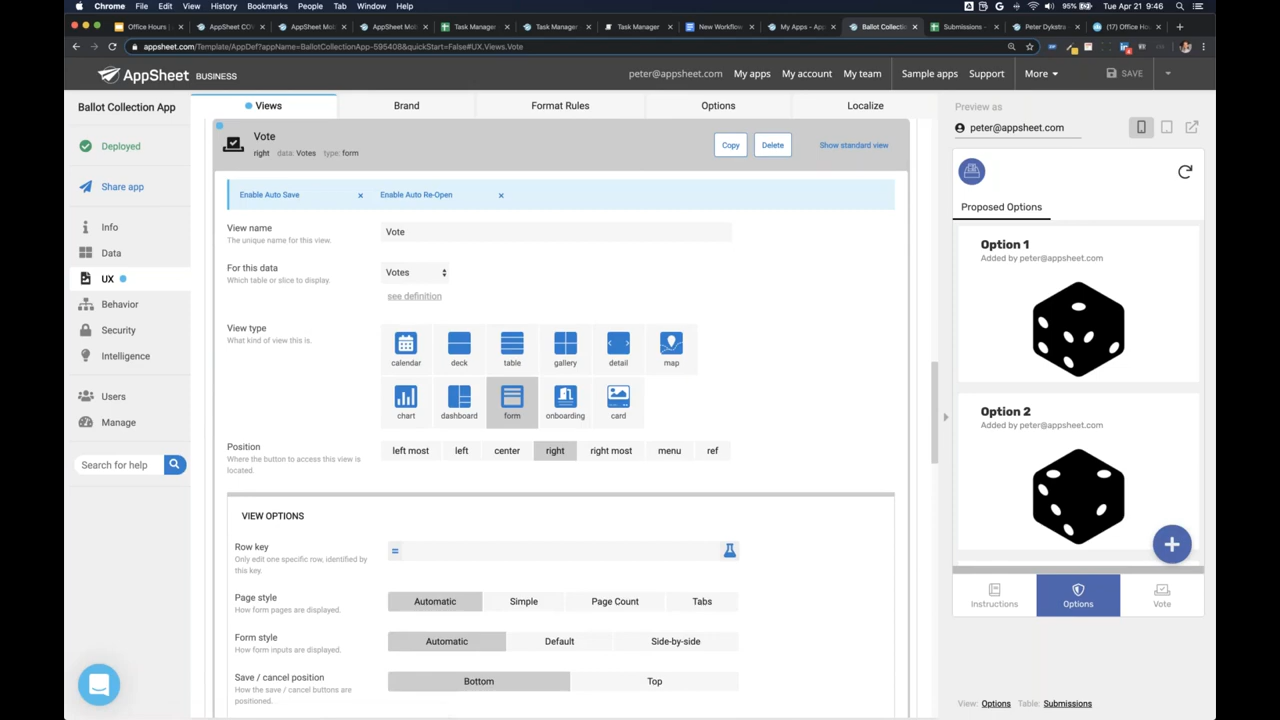 Chrome File Edit View History Bookmarks People Tab Window Help 95% Tue Apr 21 9:46
Office Hours AppSheet CO AppSheet Mob AppSheet Mob Task Manager Task Manager Task Manager New Workflow My Apps - App Ballot Collecti Submissions - Peter Dykstra (17) Office Ho
appsheet.com/Template/AppDef?appName=BallotCollectionApp-595408&quickStart=False#UX.Views.Vote
AppSheet BUSINESS peter@appsheet.com My apps My account My team Sample apps Support More SAVE
Ballot Collection App
Deployed
Share app
Info
Data
UX
Behavior
Security
Intelligence
Users
Manage
Search for help
Views Brand Format Rules Options Localize
Vote
right data: Votes type: form
Copy Delete Show standard view
Enable Auto Save × Enable Auto Re-Open ×
View name
The unique name for this view.
Vote
For this data
Which table or slice to display.
Votes
see definition
View type
What kind of view this is.
calendar deck table gallery detail map
chart dashboard form onboarding card
Position
Where the button to access this view is
located.
left most left center right right most menu ref
VIEW OPTIONS
Row key
Only edit one specific row, identified by
this key.
=
Page style
How form pages are displayed.
Automatic Simple Page Count Tabs
Form style
How form inputs are displayed.
Automatic Default Side-by-side
Save / cancel position
How the save / cancel buttons are
positioned.
Bottom Top
Preview as
peter@appsheet.com
Proposed Options
Option 1
Added by peter@appsheet.com
Option 2
Added by peter@appsheet.com
+
Instructions Options Vote
View: Options Table: Submissions